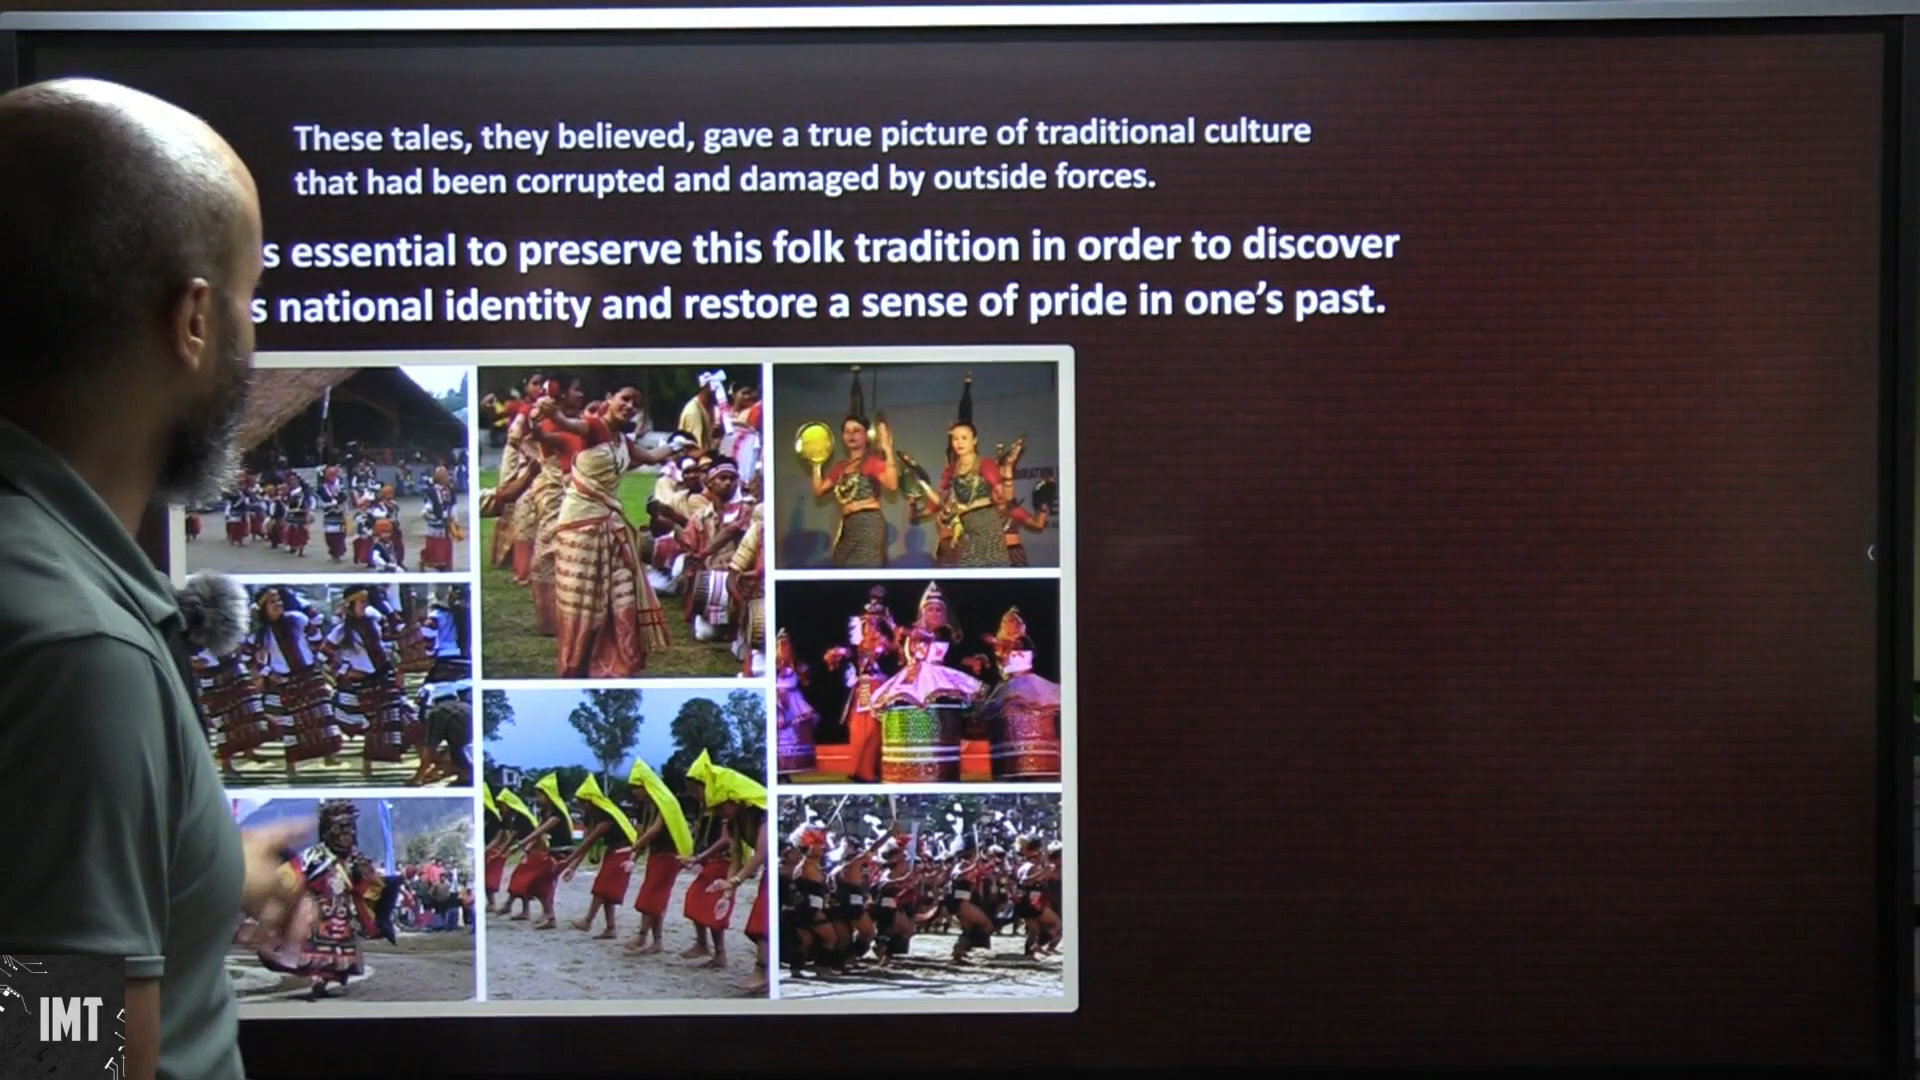 These tales, they believed, gave a true picture of traditional culture
that had been corrupted and damaged by outside forces.
s essential to preserve this folk tradition in order to discover
s national identity and restore a sense of pride in one's past.
IMT